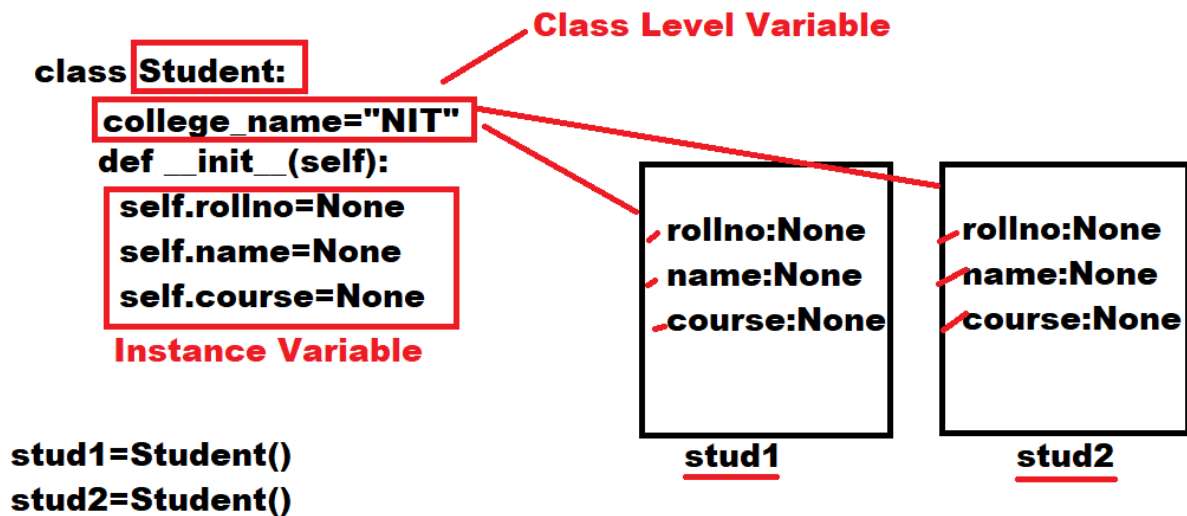 Class Level Variable
class Student:
college_name="NIT"
def __init__(self):
self.rollno=None
self.name=None
self.course=None
Instance Variable
rollno:None
name:None
course:None
stud1
rollno:None
name:None
course:None
stud2
stud1=Student()
stud2=Student()